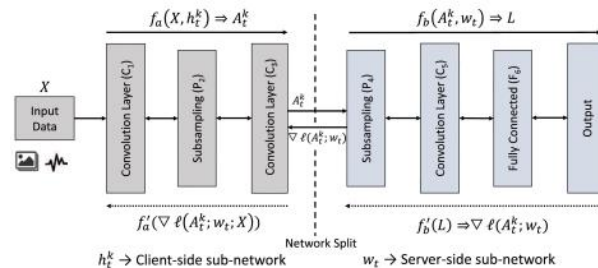 f_a(X, h_t^k) ⇒ A_t^k
f_b(A_t^k, w_t) ⇒ L
X
Input
Data
Convolution Layer (C₁)
Subsampling (P₂)
Convolution Layer (C₃)
A_t^k
∇ ℓ(A_t^k; w_t)
Subsampling (P₄)
Convolution Layer (C₅)
Fully Connected (F₆)
Output
f_a′(∇ ℓ(A_t^k; w_t; X))
f_b′(L) ⇒ ∇ ℓ(A_t^k; w_t)
Network Split
h_t^k → Client-side sub-network
w_t → Server-side sub-network